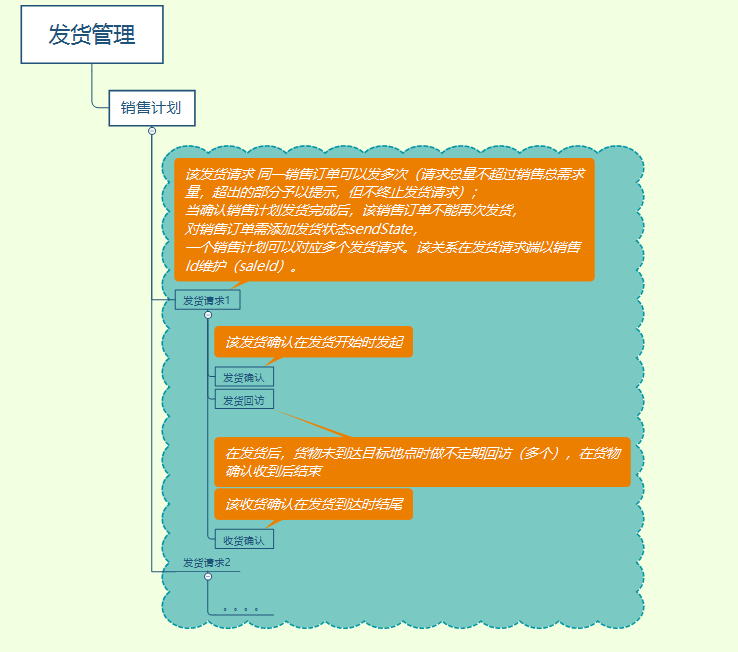 发货管理
销售计划
该发货请求 同一销售订单可以发多次（请求总量不超过销售总需求
量，超出的部分予以提示，但不终止发货请求）；
当确认销售计划发货完成后，该销售订单不能再次发货，
对销售订单需添加发货状态sendState，
一个销售计划可以对应多个发货请求。该关系在发货请求端以销售
Id维护（saleId）。
发货请求1
该发货确认在发货开始时发起
发货确认
发货回访
在发货后，货物未到达目标地点时做不定期回访（多个），在货物
确认收到后结束
该收货确认在发货到达时结尾
收货确认
发货请求2
。。。。